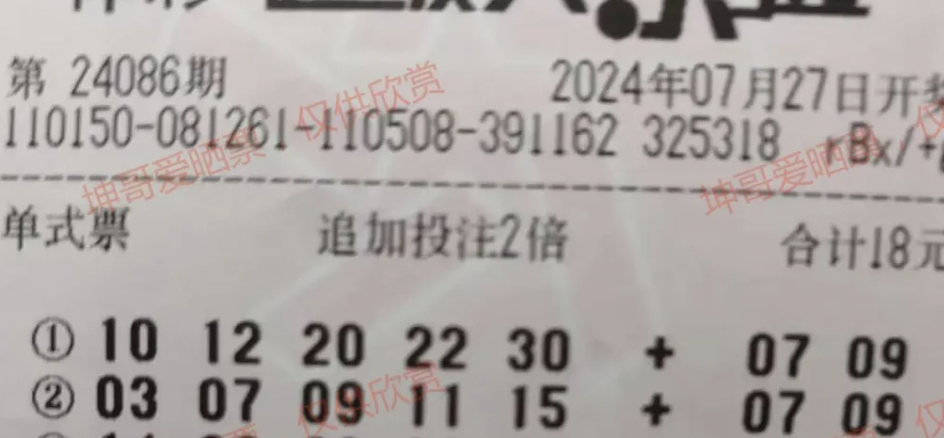 第 24086期 2024年07月27日开奖
110150-081261-110508-391162 325318 rBx/+
仅供欣赏
坤哥爱晒票
坤哥爱晒票
单式票 追加投注2倍 合计18元
① 10 12 20 22 30 + 07 09
② 03 07 09 11 15 + 07 09
仅供欣赏